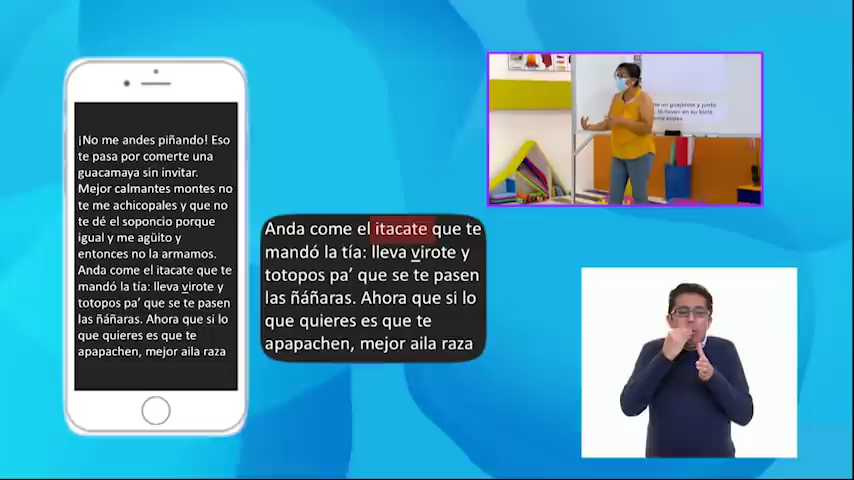 ¡No me andes piñando! Eso
te pasa por comerte una
guacamaya sin invitar.
Mejor calmantes montes no
te me achicopales y que no
te dé el soponcio porque
igual y me agüito y
entonces no la armamos.
Anda come el itacate que te
mandó la tía: lleva virote y
totopos pa’ que se te pasen
las ñáñaras. Ahora que si lo
que quieres es que te
apapachen, mejor aila raza
Anda come el itacate que te
mandó la tía: lleva virote y
totopos pa’ que se te pasen
las ñáñaras. Ahora que si lo
que quieres es que te
apapachen, mejor aila raza
un guajolote y junto